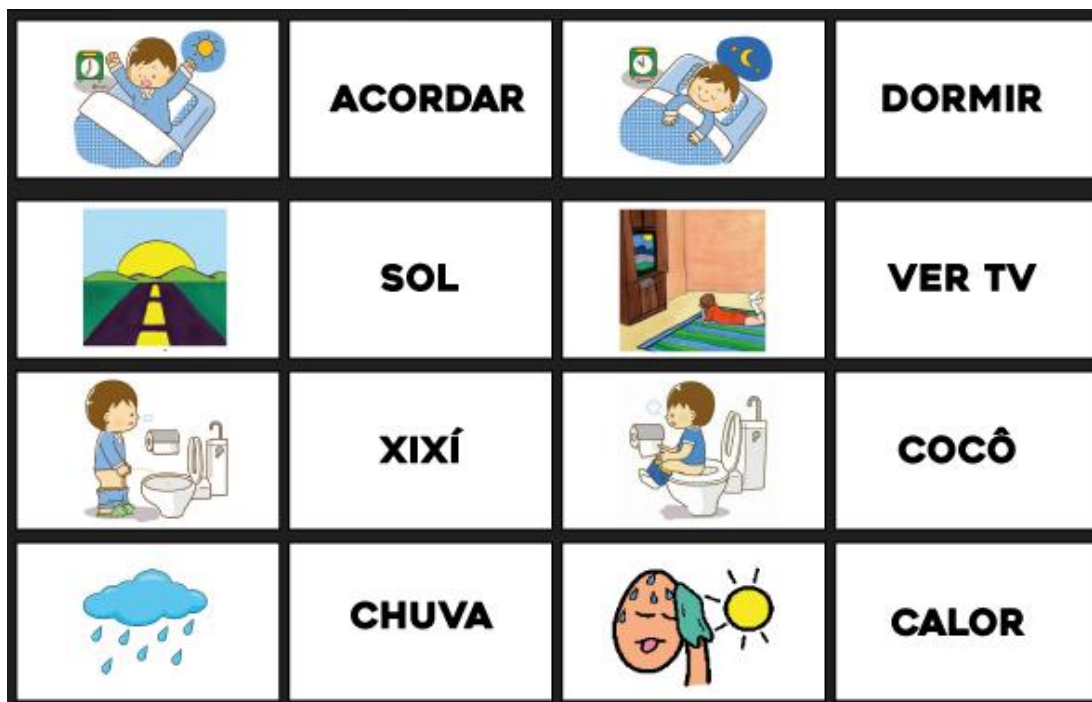 ACORDAR
DORMIR
SOL
VER TV
XIXÍ
COCÔ
CHUVA
CALOR